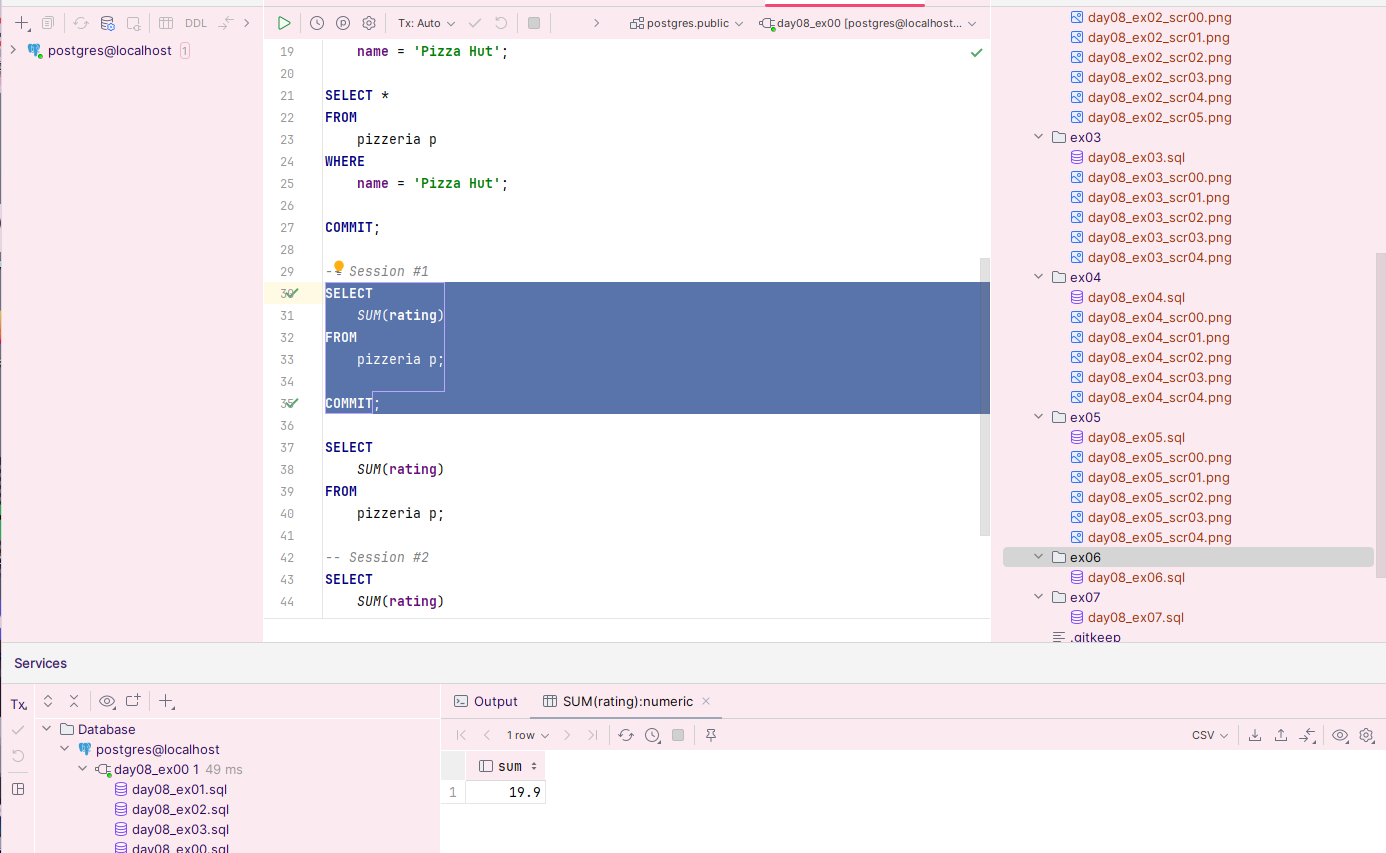 DDL
Tx: Auto
postgres.public
day08_ex00 [postgres@localhost...
postgres@localhost 1
19 name = 'Pizza Hut';
20
21 SELECT *
22 FROM
23 pizzeria p
24 WHERE
25 name = 'Pizza Hut';
26
27 COMMIT;
28
29 -- Session #1
30 SELECT
31 SUM(rating)
32 FROM
33 pizzeria p;
34
35 COMMIT;
36
37 SELECT
38 SUM(rating)
39 FROM
40 pizzeria p;
41
42 -- Session #2
43 SELECT
44 SUM(rating)
day08_ex02_scr00.png
day08_ex02_scr01.png
day08_ex02_scr02.png
day08_ex02_scr03.png
day08_ex02_scr04.png
day08_ex02_scr05.png
ex03
day08_ex03.sql
day08_ex03_scr00.png
day08_ex03_scr01.png
day08_ex03_scr02.png
day08_ex03_scr03.png
day08_ex03_scr04.png
ex04
day08_ex04.sql
day08_ex04_scr00.png
day08_ex04_scr01.png
day08_ex04_scr02.png
day08_ex04_scr03.png
day08_ex04_scr04.png
ex05
day08_ex05.sql
day08_ex05_scr00.png
day08_ex05_scr01.png
day08_ex05_scr02.png
day08_ex05_scr03.png
day08_ex05_scr04.png
ex06
day08_ex06.sql
ex07
day08_ex07.sql
.gitkeep
Services
Tx
Database
postgres@localhost
day08_ex00 1 49 ms
day08_ex01.sql
day08_ex02.sql
day08_ex03.sql
day08_ex00.sql
Output
SUM(rating):numeric
1 row
CSV
sum
1 19.9